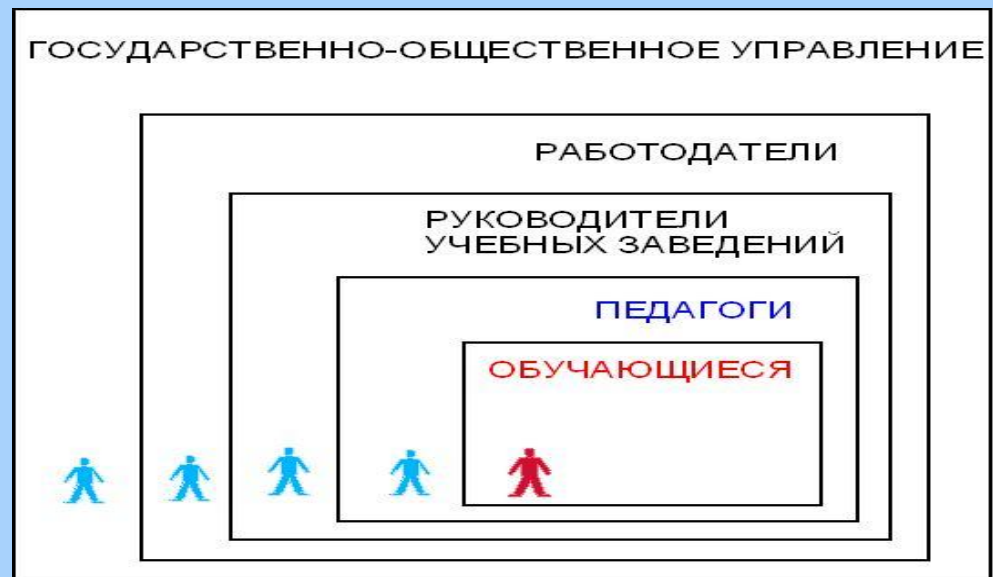 ГОСУДАРСТВЕННО-ОБЩЕСТВЕННОЕ УПРАВЛЕНИЕ
РАБОТОДАТЕЛИ
РУКОВОДИТЕЛИ
УЧЕБНЫХ ЗАВЕДЕНИЙ
ПЕДАГОГИ
ОБУЧАЮЩИЕСЯ